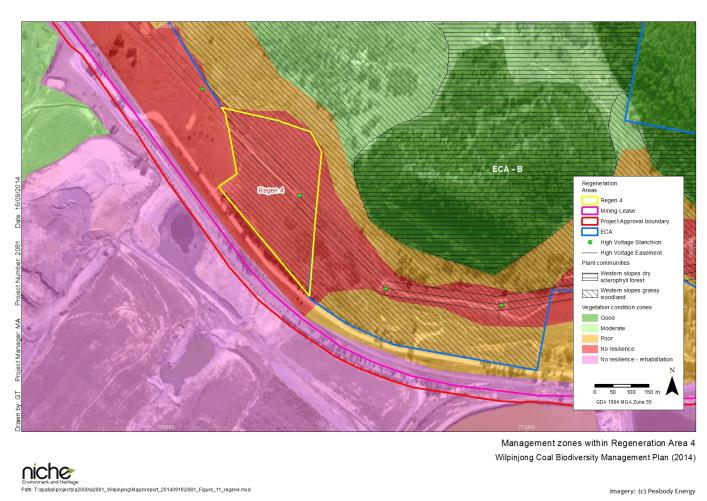 770500
771000
ECA - B
Regen 4
Regeneration
Areas
Regen 4
Mining Lease
Project Approval boundary
ECA
High Voltage Stanchion
High Voltage Easement
Plant communities
Western slopes dry
sclerophyll forest
Western slopes grassy
woodland
Vegetation condition zones
Good
Moderate
Poor
No resilience
No resilience - rehabilitation
N
0 50 100 150 m
GDA 1994 MGA Zone 55
Drawn by: GT Project Manager: MA Project Number: 2081 Date: 16/09/2014
Management zones within Regeneration Area 4
Wilpinjong Coal Biodiversity Management Plan (2014)
niche
Environment and Heritage
Imagery: (c) Peabody Energy